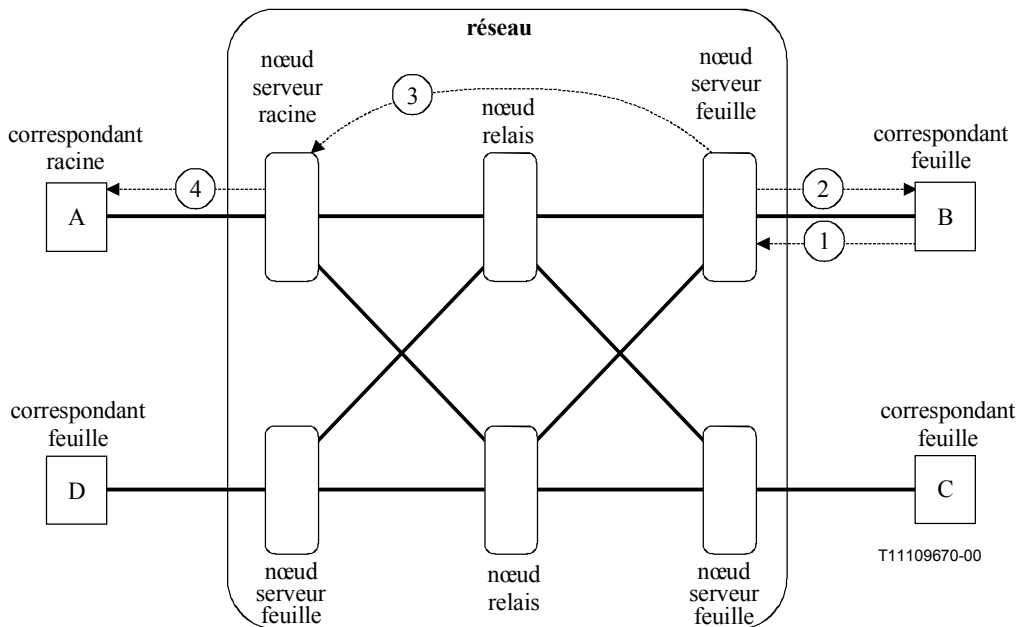 réseau
nœud
serveur
racine
3
nœud
relais
nœud
serveur
feuille
correspondant
racine
A
4
2
1
correspondant
feuille
B
correspondant
feuille
D
correspondant
feuille
C
nœud
serveur
feuille
nœud
relais
nœud
serveur
feuille
T11109670-00